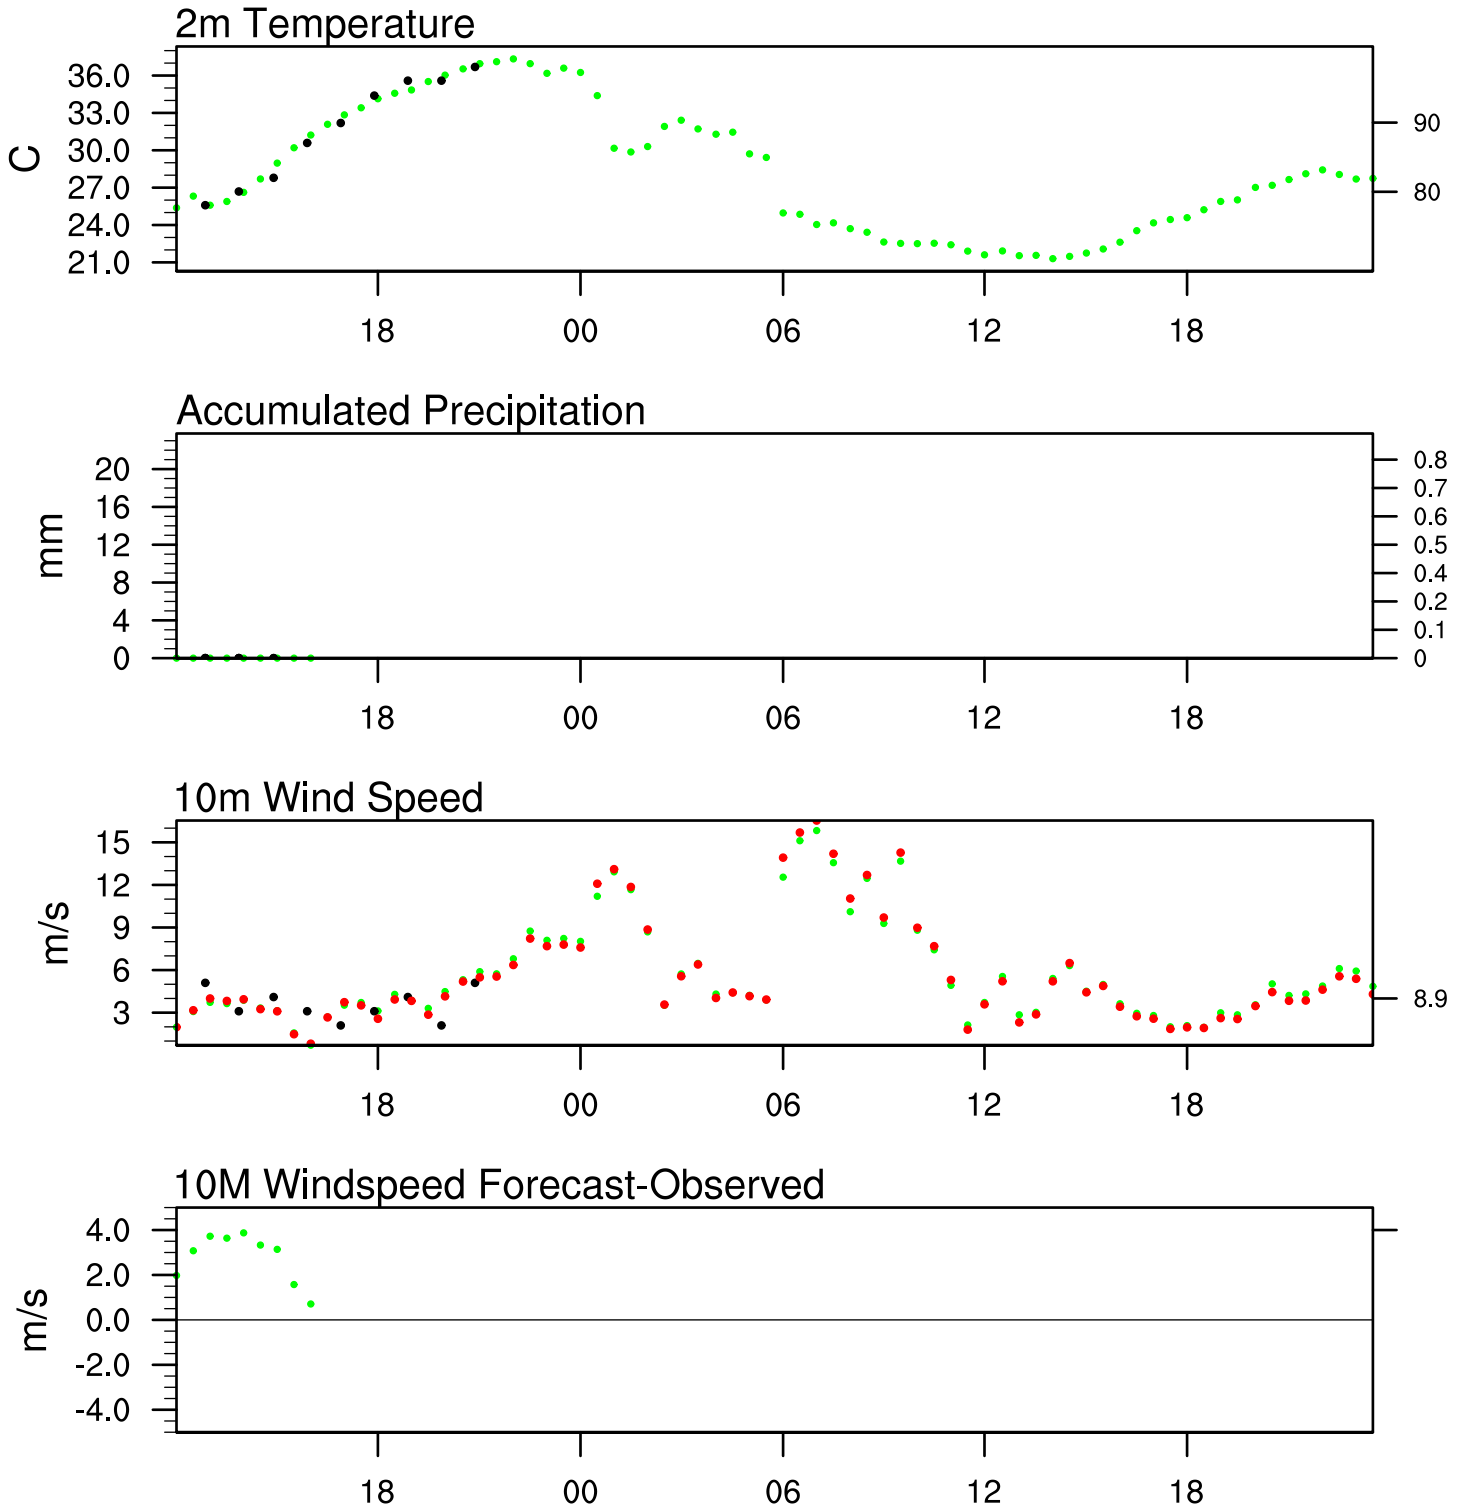 2m Temperature
36.0
33.0
90
30.0
C
27.0
80
24.0
21.0
18 00 06 12 18
Accumulated Precipitation
20
0.8
0.7
16
0.6
mm
12
0.5
0.4
8
0.2
4
0.1
0
0
18 00 06 12 18
10m Wind Speed
15
12
m/s
9
6
3
8.9
18 00 06 12 18
10M Windspeed Forecast-Observed
4.0
2.0
m/s
0.0
-2.0
-4.0
18 00 06 12 18